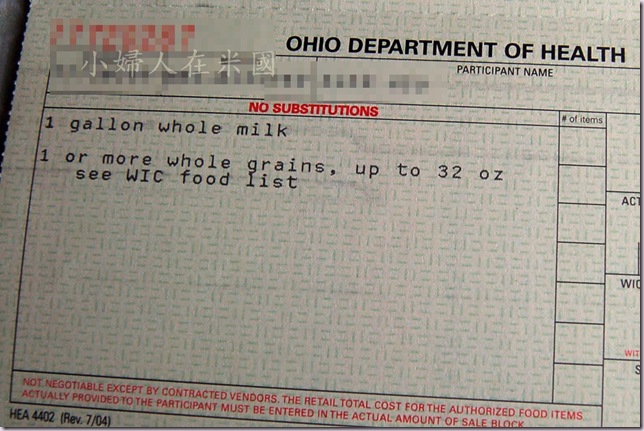 小婦人在米國
OHIO DEPARTMENT OF HEALTH
PARTICIPANT NAME
NO SUBSTITUTIONS
# of items
1 gallon whole milk
1 or more whole grains, up to 32 oz
see WIC food list
ACT
WIC
WIT
S
NOT NEGOTIABLE EXCEPT BY CONTRACTED VENDORS. THE RETAIL TOTAL COST FOR THE AUTHORIZED FOOD ITEMS
ACTUALLY PROVIDED TO THE PARTICIPANT MUST BE ENTERED IN THE ACTUAL AMOUNT OF SALE BLOCK.
HEA 4402 (Rev. 7/04)